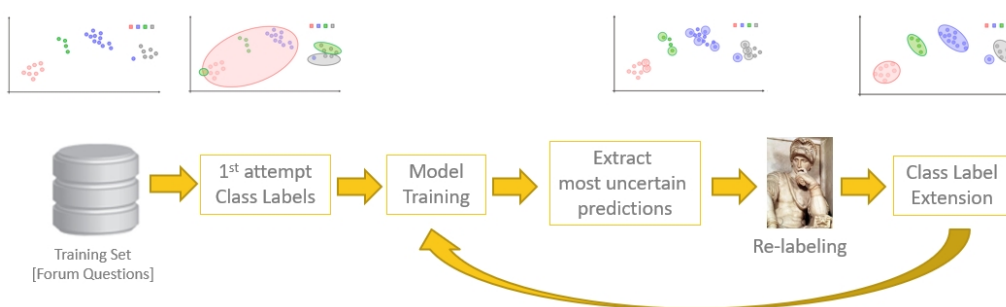 1st attempt
Class Labels
Model
Training
Extract
most uncertain
predictions
Class Label
Extension
Re-labeling
Training Set
[Forum Questions]